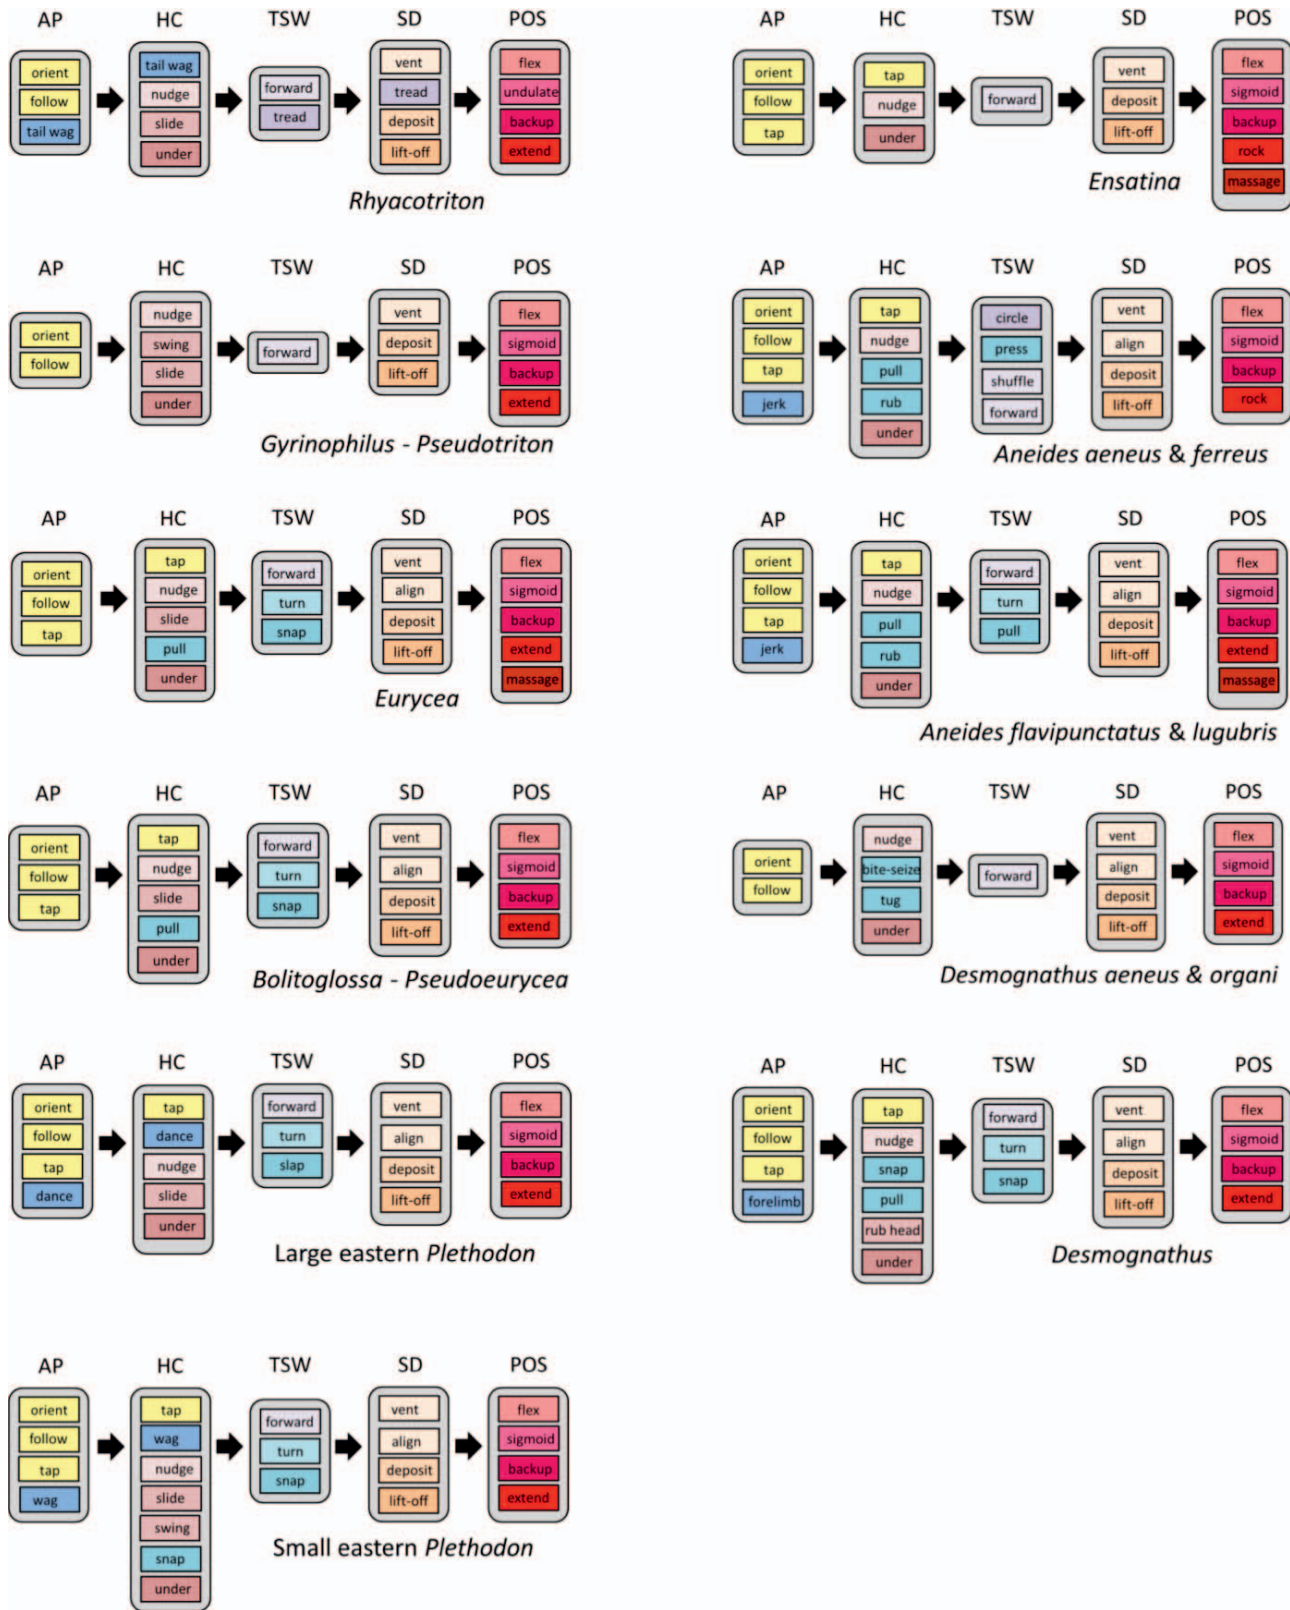 AP HC TSW SD POS
orient
follow
tail wag
tail wag
nudge
slide
under
forward
tread
vent
tread
deposit
lift-off
flex
undulate
backup
extend
Rhyacotriton
AP HC TSW SD POS
orient
follow
tap
tap
nudge
under
forward
vent
deposit
lift-off
flex
sigmoid
backup
rock
massage
Ensatina
AP HC TSW SD POS
orient
follow
nudge
swing
slide
under
forward
vent
deposit
lift-off
flex
sigmoid
backup
extend
Gyrinophilus - Pseudotriton
AP HC TSW SD POS
orient
follow
tap
jerk
tap
nudge
pull
rub
under
circle
press
shuffle
forward
vent
align
deposit
lift-off
flex
sigmoid
backup
rock
Aneides aeneus & ferreus
AP HC TSW SD POS
orient
follow
tap
tap
nudge
slide
pull
under
forward
turn
snap
vent
align
deposit
lift-off
flex
sigmoid
backup
extend
massage
Eurycea
AP HC TSW SD POS
orient
follow
tap
jerk
tap
nudge
pull
rub
under
forward
turn
pull
vent
align
deposit
lift-off
flex
sigmoid
backup
extend
massage
Aneides flavipunctatus & lugubris
AP HC TSW SD POS
orient
follow
tap
tap
nudge
slide
pull
under
forward
turn
snap
vent
align
deposit
lift-off
flex
sigmoid
backup
extend
Bolitoglossa - Pseudoeurycea
AP HC TSW SD POS
orient
follow
nudge
bite-seize
tug
under
forward
vent
align
deposit
lift-off
flex
sigmoid
backup
extend
Desmognathus aeneus & organi
AP HC TSW SD POS
orient
follow
tap
dance
tap
dance
nudge
slide
under
forward
turn
slap
vent
align
deposit
lift-off
flex
sigmoid
backup
extend
Large eastern Plethodon
AP HC TSW SD POS
orient
follow
tap
forelimb
tap
nudge
snap
pull
rub head
under
forward
turn
snap
vent
align
deposit
lift-off
flex
sigmoid
backup
extend
Desmognathus
AP HC TSW SD POS
orient
follow
tap
wag
tap
wag
nudge
slide
swing
snap
under
forward
turn
snap
vent
align
deposit
lift-off
flex
sigmoid
backup
extend
Small eastern Plethodon